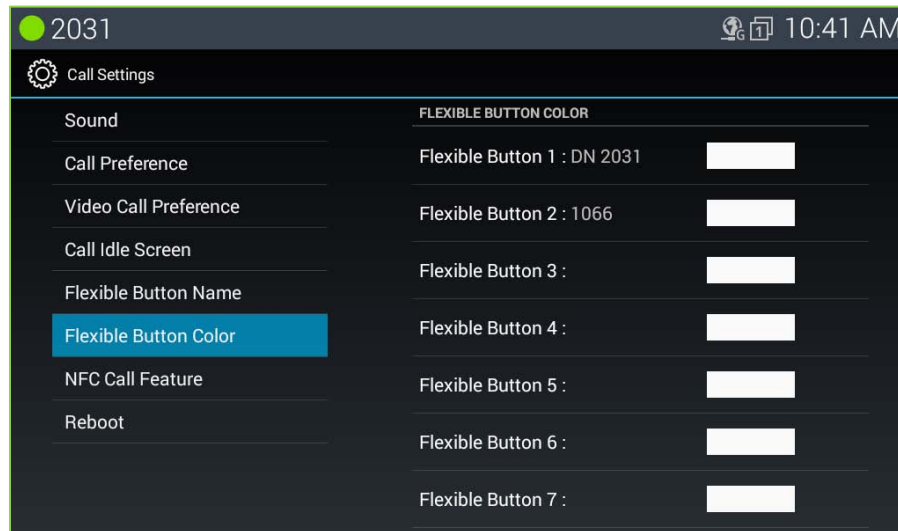 2031
G 1 10:41 AM
Call Settings
Sound
Call Preference
Video Call Preference
Call Idle Screen
Flexible Button Name
Flexible Button Color
NFC Call Feature
Reboot
FLEXIBLE BUTTON COLOR
Flexible Button 1 : DN 2031
Flexible Button 2 : 1066
Flexible Button 3 :
Flexible Button 4 :
Flexible Button 5 :
Flexible Button 6 :
Flexible Button 7 :